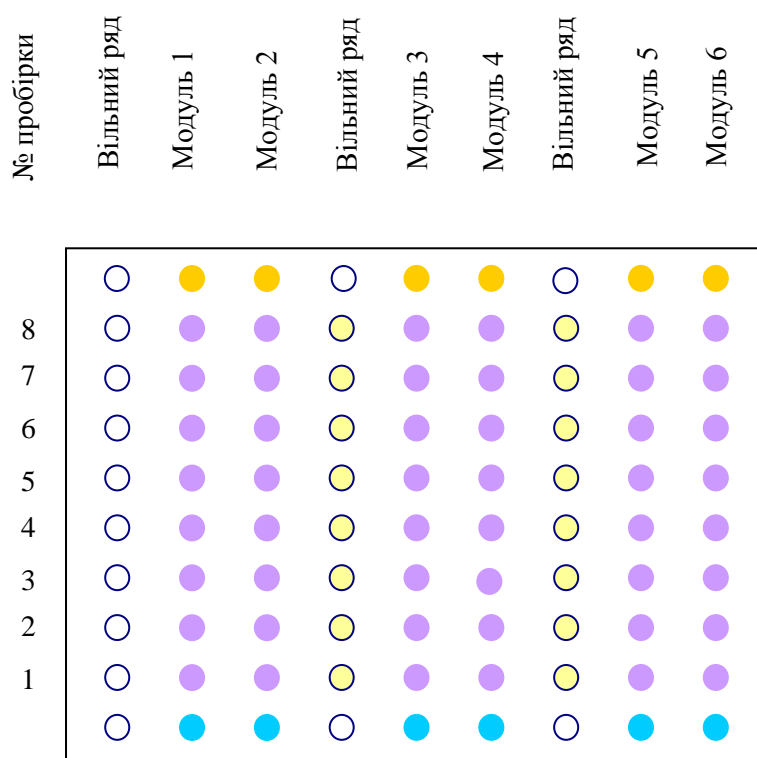 № пробірки
Вільний ряд
Модуль 1
Модуль 2
Вільний ряд
Модуль 3
Модуль 4
Вільний ряд
Модуль 5
Модуль 6
8
7
6
5
4
3
2
1